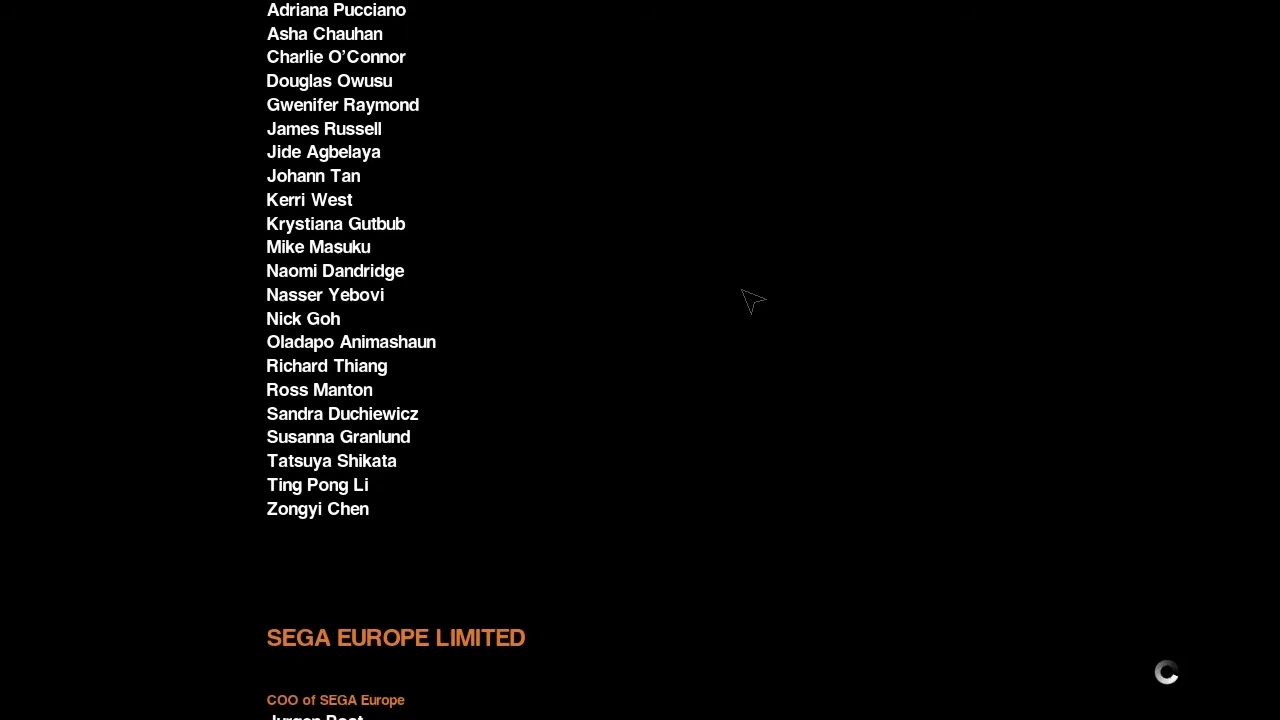 Adriana Pucciano
Asha Chauhan
Charlie O’Connor
Douglas Owusu
Gwenifer Raymond
James Russell
Jide Agbelaya
Johann Tan
Kerri West
Krystiana Gutbub
Mike Masuku
Naomi Dandridge
Nasser Yebovi
Nick Goh
Oladapo Animashaun
Richard Thiang
Ross Manton
Sandra Duchiewicz
Susanna Granlund
Tatsuya Shikata
Ting Pong Li
Zongyi Chen
SEGA EUROPE LIMITED
COO of SEGA Europe
Jurgen Post